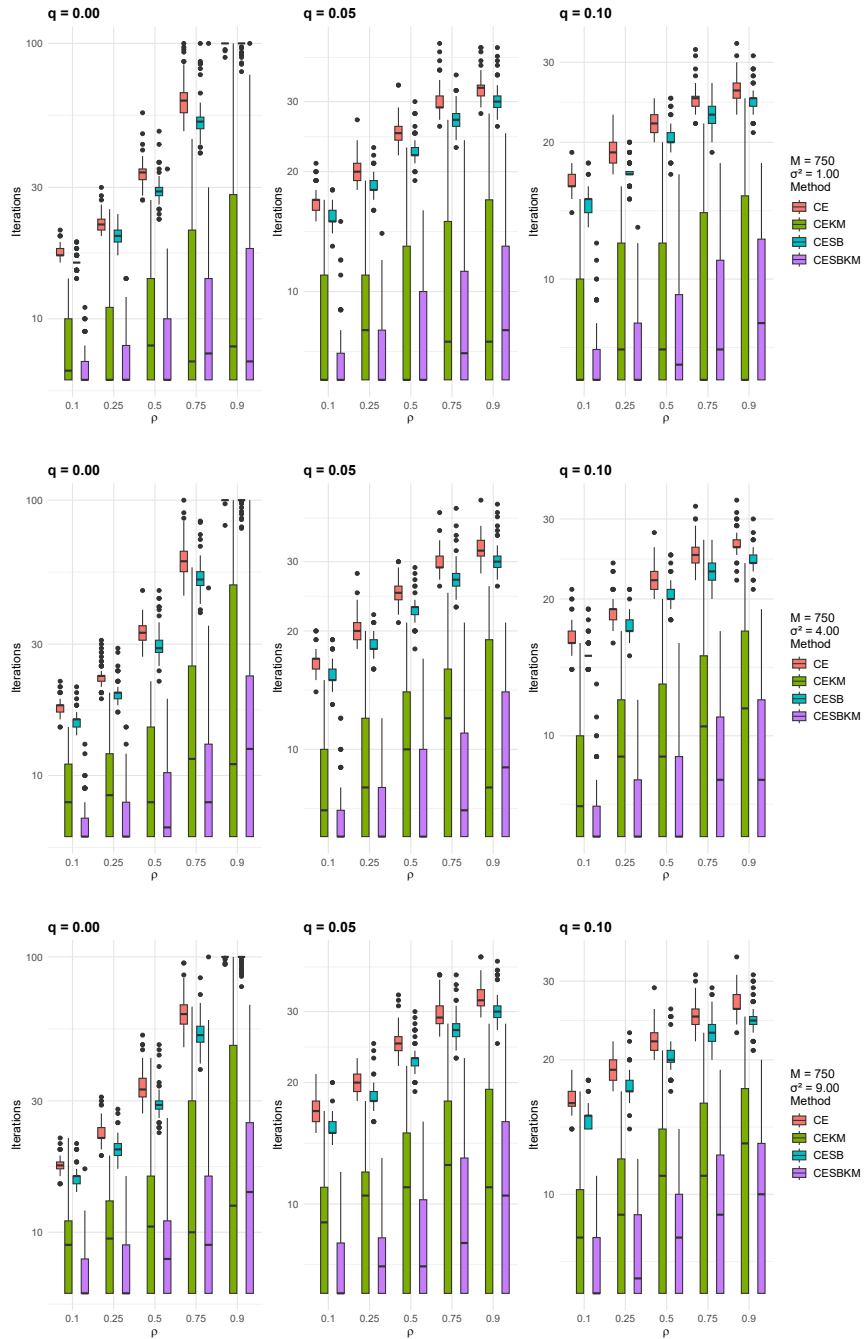 q = 0.00
q = 0.05
q = 0.10
Iterations
100
30
10
0.1 0.25 0.5 0.75 0.9
ρ
Iterations
30
20
10
0.1 0.25 0.5 0.75 0.9
ρ
Iterations
30
20
10
0.1 0.25 0.5 0.75 0.9
ρ
M = 750
σ² = 1.00
Method
CE
CEKM
CESB
CESBKM
q = 0.00
q = 0.05
q = 0.10
Iterations
100
30
10
0.1 0.25 0.5 0.75 0.9
ρ
Iterations
30
20
10
0.1 0.25 0.5 0.75 0.9
ρ
Iterations
30
20
10
0.1 0.25 0.5 0.75 0.9
ρ
M = 750
σ² = 4.00
Method
CE
CEKM
CESB
CESBKM
q = 0.00
q = 0.05
q = 0.10
Iterations
100
30
10
0.1 0.25 0.5 0.75 0.9
ρ
Iterations
30
20
10
0.1 0.25 0.5 0.75 0.9
ρ
Iterations
30
20
10
0.1 0.25 0.5 0.75 0.9
ρ
M = 750
σ² = 9.00
Method
CE
CEKM
CESB
CESBKM